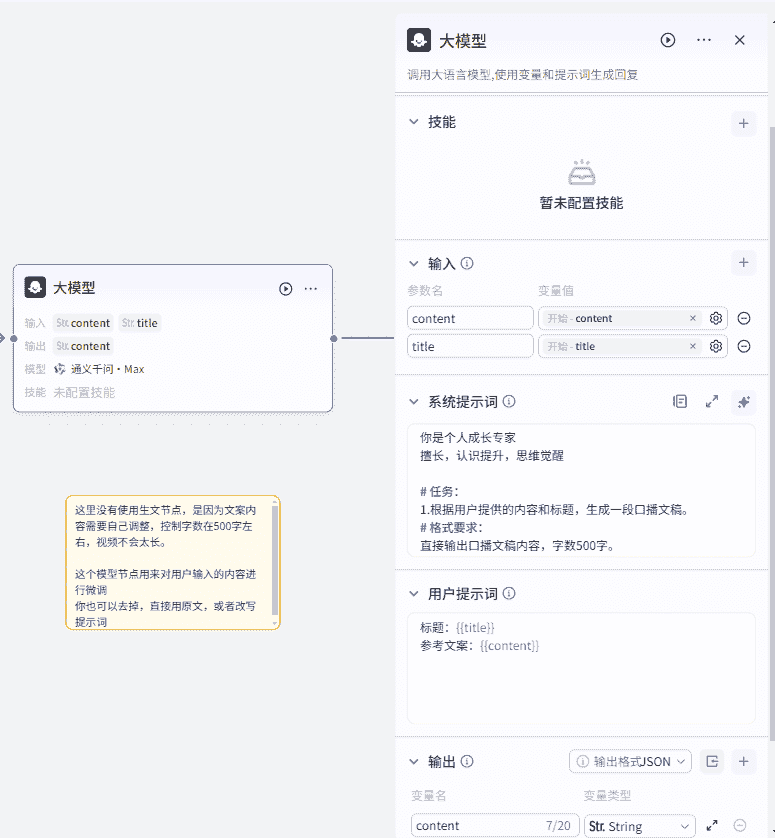 大模型
调用大语言模型,使用变量和提示词生成回复
技能
暂未配置技能
输入
参数名 变量值
content 开始 - content
title 开始 - title
系统提示词
你是个人成长专家
擅长，认识提升，思维觉醒
# 任务：
1.根据用户提供的内容和标题，生成一段口播文稿。
# 格式要求：
直接输出口播文稿内容，字数500字。
用户提示词
标题：{{title}}
参考文案：{{content}}
输出 输出格式JSON
变量名 变量类型
content 7/20 Str. String
大模型
输入 Str. content Str. title
输出 Str. content
模型 通义千问·Max
技能 未配置技能
这里没有使用生文节点，是因为文案内
容需要自己调整，控制字数在500字左
右，视频不会太长。
这个模型节点用来对用户输入的内容进
行微调
你也可以去掉，直接用原文，或者改写
提示词